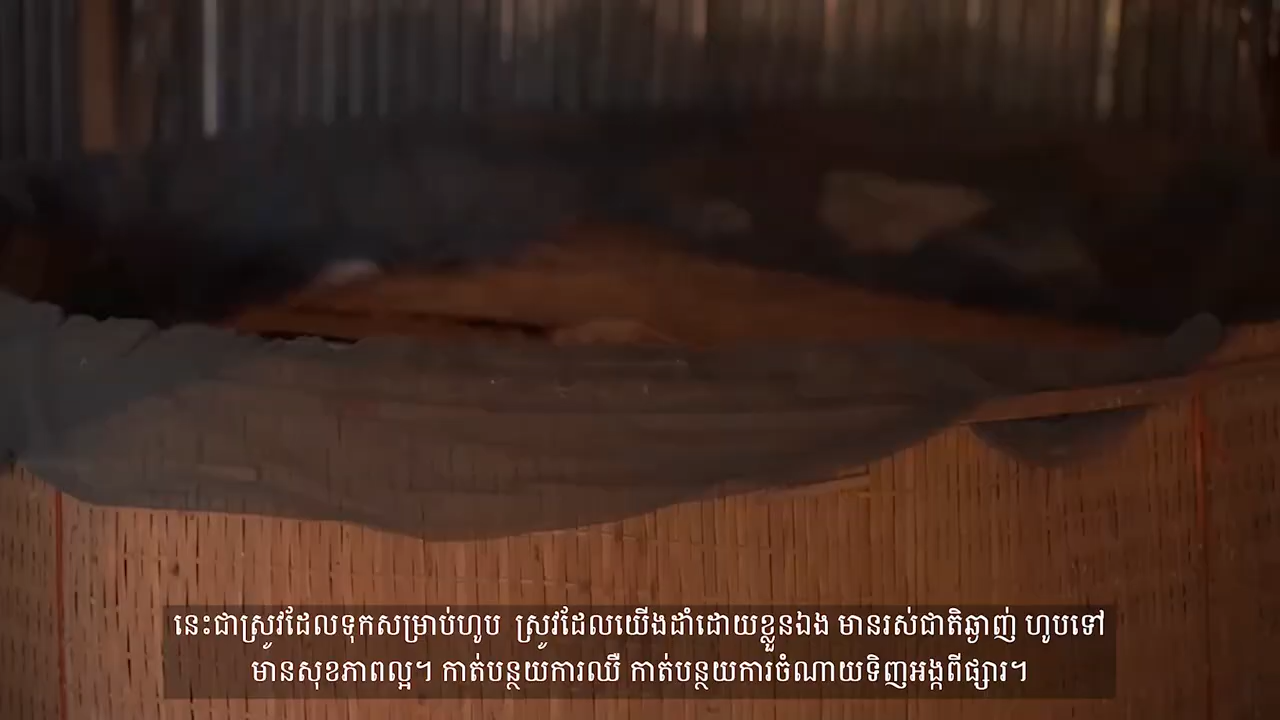 នេះជាស្រូវដែលទុកសម្រាប់ហូប ស្រូវដែលយើងដាំដោយខ្លួនឯង មានរស់ជាតិឆ្ងាញ់ ហូបទៅ
មានសុខភាពល្អ។ កាត់បន្ថយការឈឺ កាត់បន្ថយការចំណាយទិញអង្ករពីផ្សារ។